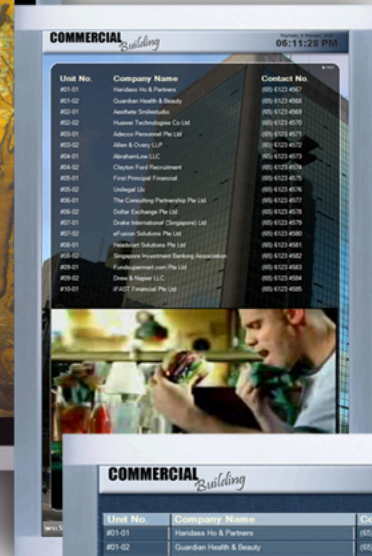 COMMERCIAL Building
06:11:28 PM
Unit No. Company Name Contact No.
#01-01 Haridass Ho & Partners (65) 6123 4567
#01-02 Guardian Health & Beauty (65) 6123 4568
#02-01 Aesthete Smilestudio (65) 6123 4569
#02-02 Huawei Technologies Co Ltd (65) 6123 4570
#03-01 Adecco Personnel Pte Ltd (65) 6123 4571
#03-02 Allen & Overy LLP (65) 6123 4572
#04-01 AbrahamLow LLC (65) 6123 4573
#04-02 Clayton Ford Recruitment (65) 6123 4574
#05-01 First Principal Financial (65) 6123 4575
#05-02 Unilegal Llc (65) 6123 4576
#06-01 The Consulting Partnership Pte Ltd (65) 6123 4577
#06-02 Dollar Exchange Pte Ltd (65) 6123 4578
#07-01 Drake International (Singapore) Ltd (65) 6123 4579
#07-02 eFusion Solutions Pte Ltd (65) 6123 4580
#08-01 Headstart Solutions Pte Ltd (65) 6123 4581
#08-02 Singapore Investment Banking Association (65) 6123 4582
#09-01 Fundsupermart.com Pte Ltd (65) 6123 4583
#09-02 Drew & Napier LLC (65) 6123 4584
#10-01 iFAST Financial Pte Ltd (65) 6123 4585
COMMERCIAL Building
Unit No. Company Name
#01-01 Haridass Ho & Partners (65)
#01-02 Guardian Health & Beauty (65)